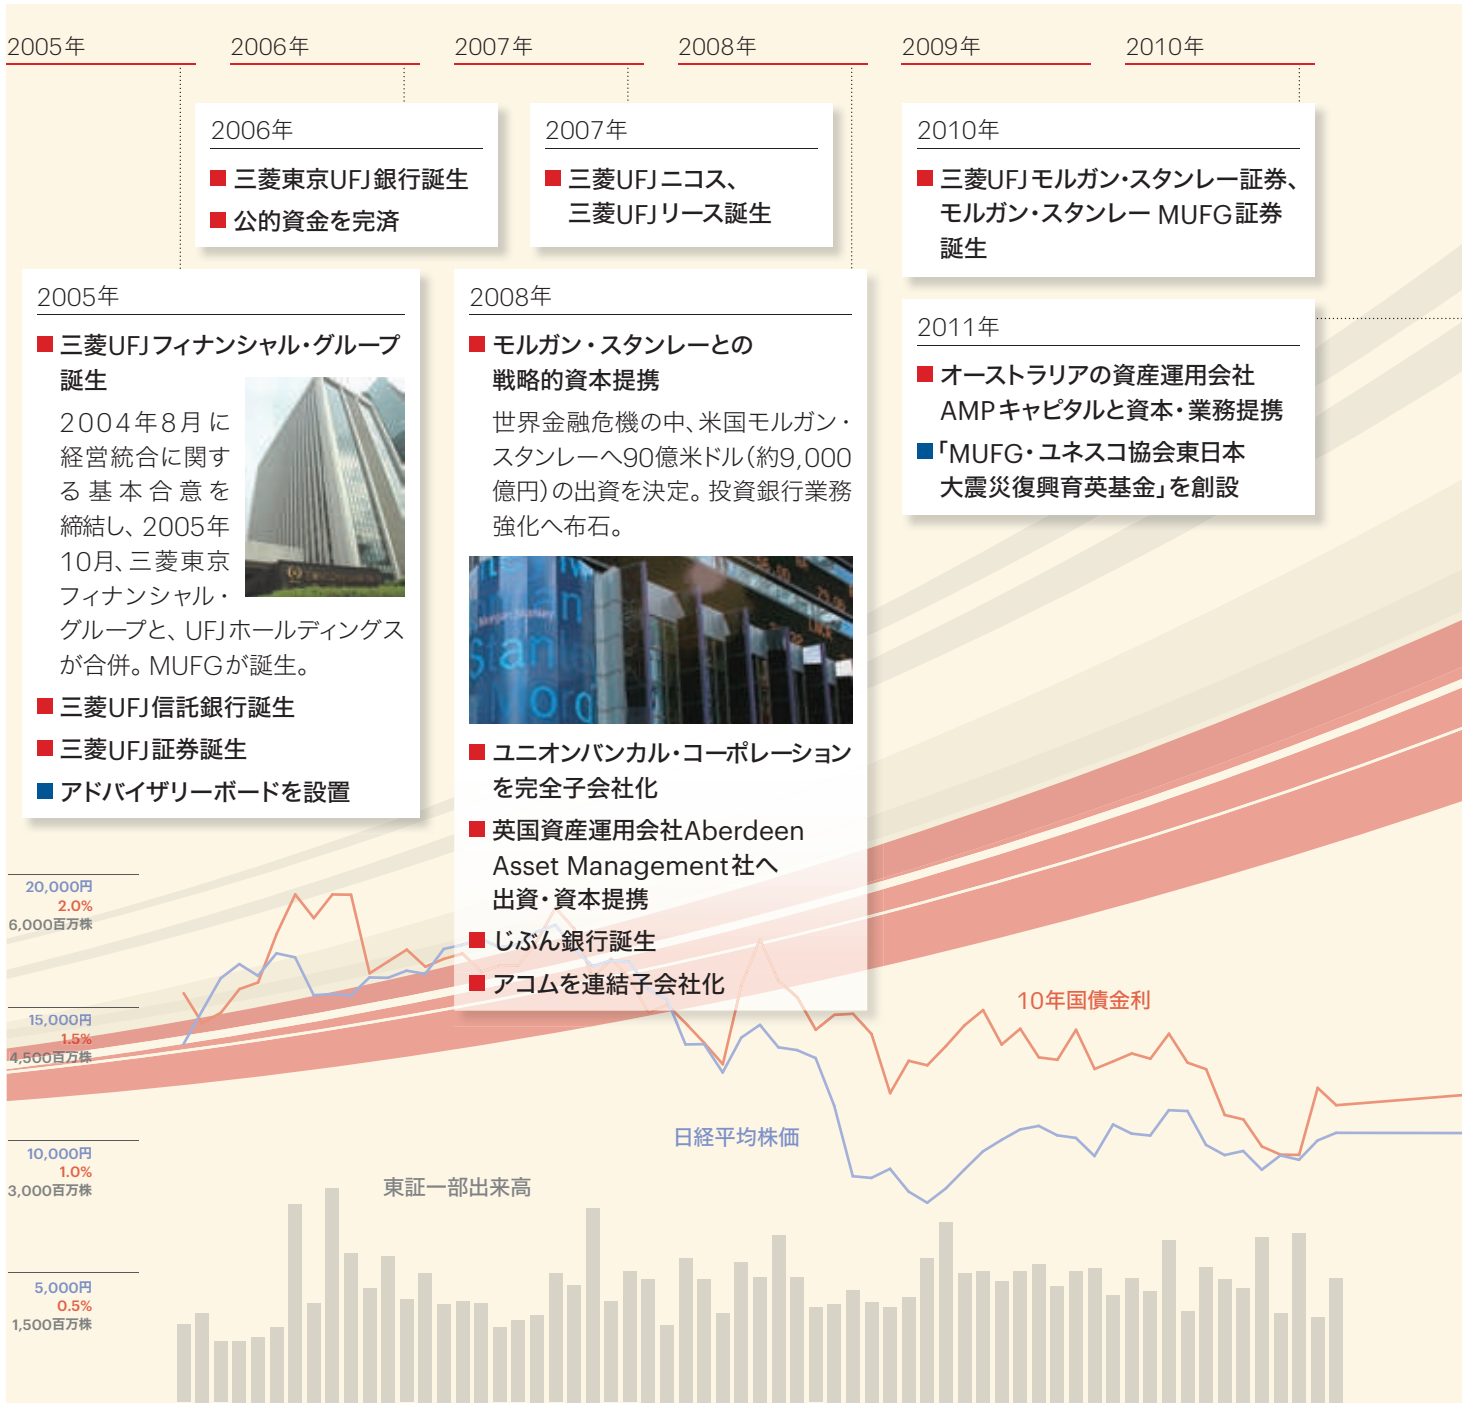 2005年
2006年
2007年
2008年
2009年
2010年
2006年
■ 三菱東京UFJ銀行誕生
■ 公的資金を完済
2007年
■ 三菱UFJニコス、
三菱UFJリース誕生
2010年
■ 三菱UFJモルガン・スタンレー証券、
モルガン・スタンレー MUFG証券
誕生
2005年
■ 三菱UFJフィナンシャル・グループ
誕生
2004年8月に
経営統合に関す
る基本合意を
締結し、2005年
10月、三菱東京
フィナンシャル・
グループと、UFJホールディングス
が合併。MUFGが誕生。
■ 三菱UFJ信託銀行誕生
■ 三菱UFJ証券誕生
■ アドバイザリーボードを設置
2008年
■ モルガン・スタンレーとの
戦略的資本提携
世界金融危機の中、米国モルガン・
スタンレーへ90億米ドル(約9,000
億円)の出資を決定。投資銀行業務
強化へ布石。
Morgan Stanley
■ ユニオンバンカル・コーポレーション
を完全子会社化
■ 英国資産運用会社Aberdeen
Asset Management社へ
出資・資本提携
■ じぶん銀行誕生
■ アコムを連結子会社化
2011年
■ オーストラリアの資産運用会社
AMPキャピタルと資本・業務提携
■ 「MUFG・ユネスコ協会東日本
大震災復興育英基金」を創設
20,000円
2.0%
6,000百万株
15,000円
1.5%
4,500百万株
10,000円
1.0%
3,000百万株
5,000円
0.5%
1,500百万株
10年国債金利
日経平均株価
東証一部出来高